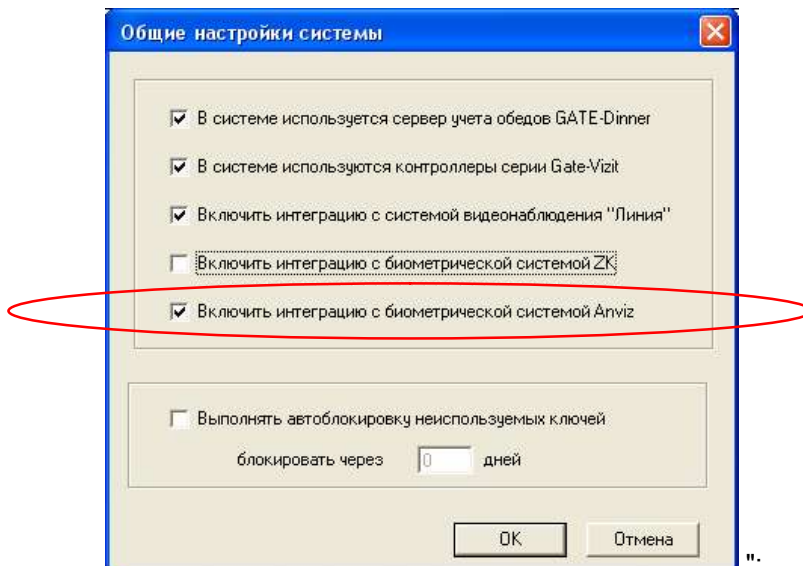 Общие настройки системы
В системе используется сервер учета обедов GATE-Dinner
В системе используются контроллеры серии Gate-Vizit
Включить интеграцию с системой видеонаблюдения "Линия"
Включить интеграцию с биометрической системой ZK
Включить интеграцию с биометрической системой Anviz
Выполнять автоблокировку неиспользуемых ключей
блокировать через 0 дней
OK Отмена
".